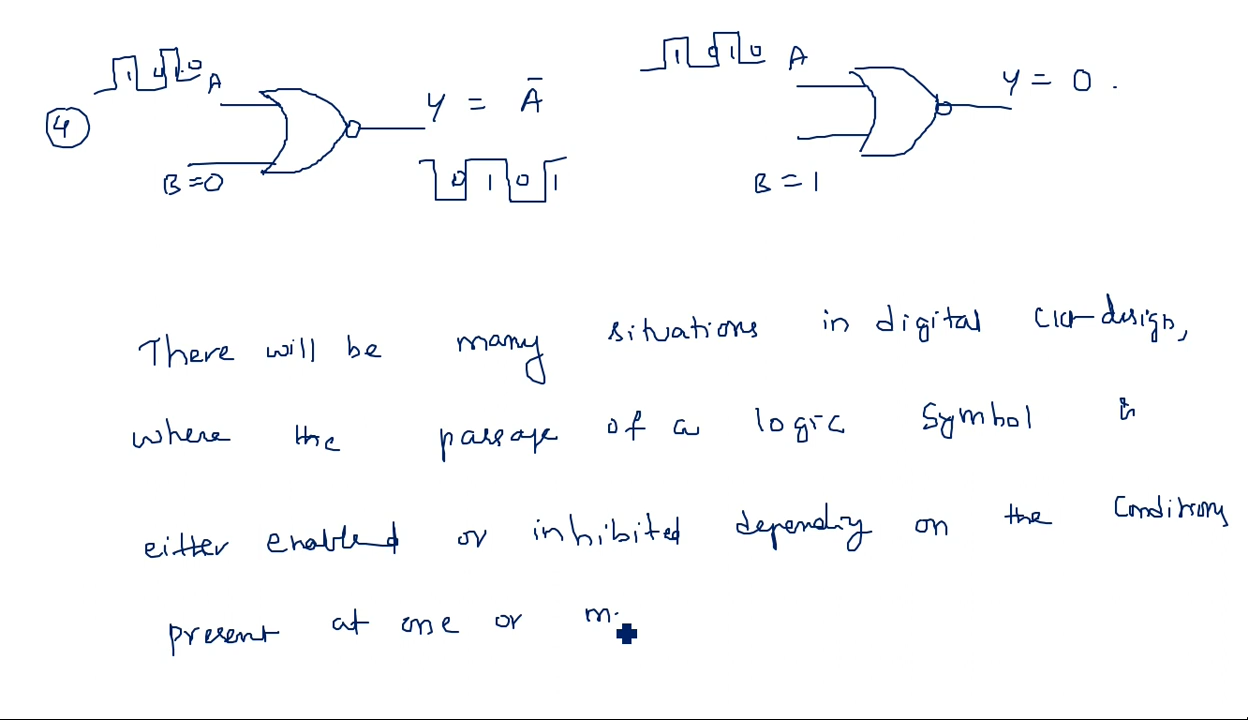 1 0 1 0 A
④
B = 0
Y = Ā
0 1 0 1
1 0 1 0 A
B = 1
Y = 0 .
There will be many situations in digital ckt design,
where the passage of a logic symbol is
either enabled or inhibited depending on the Conditions
present at one or m